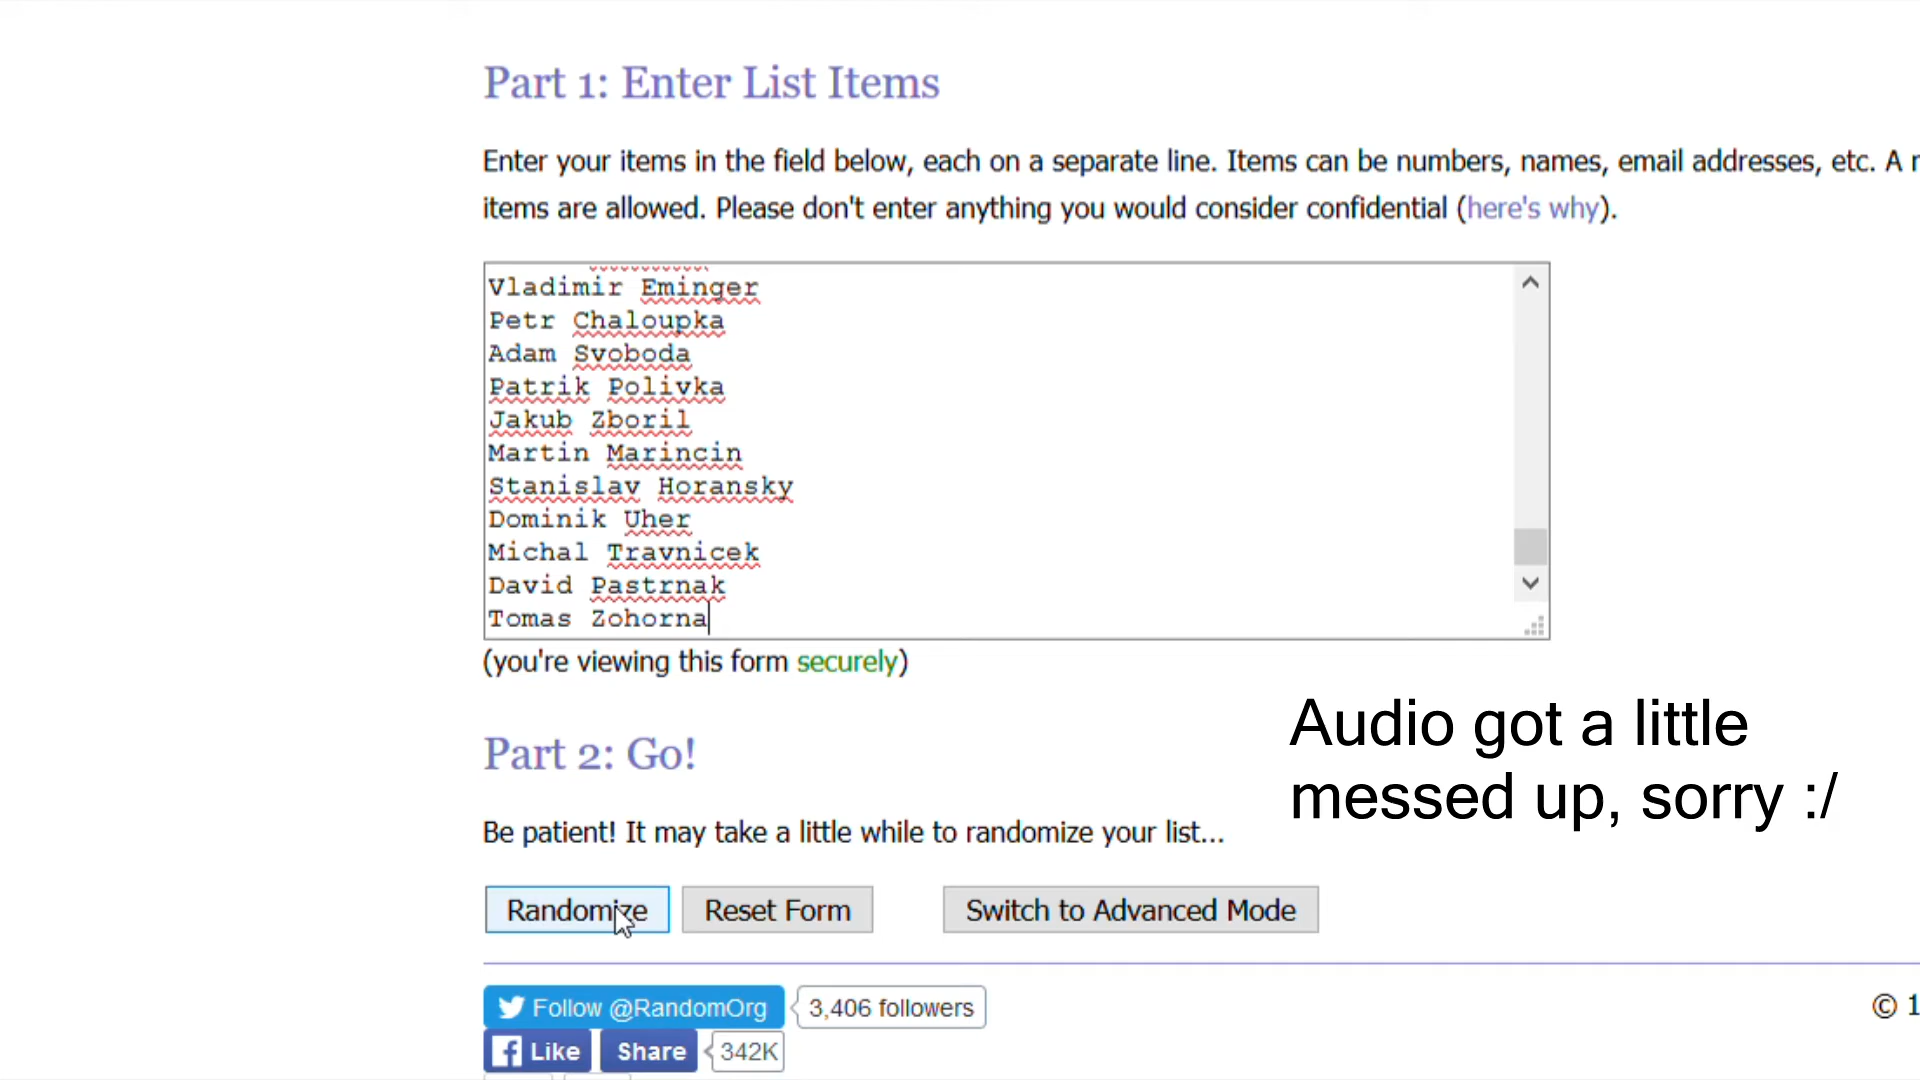 Part 1: Enter List Items
Enter your items in the field below, each on a separate line. Items can be numbers, names, email addresses, etc. A
items are allowed. Please don't enter anything you would consider confidential (here's why).
Vladimir Eminger
Petr Chaloupka
Adam Svoboda
Patrik Polivka
Jakub Zboril
Martin Marincin
Stanislav Horansky
Dominik Uher
Michal Travnicek
David Pastrnak
Tomas Zohorna
(you're viewing this form securely)
Audio got a little
messed up, sorry :/
Part 2: Go!
Be patient! It may take a little while to randomize your list...
Randomize Reset Form Switch to Advanced Mode
Follow @RandomOrg 3,406 followers
© 1
Like Share 342K